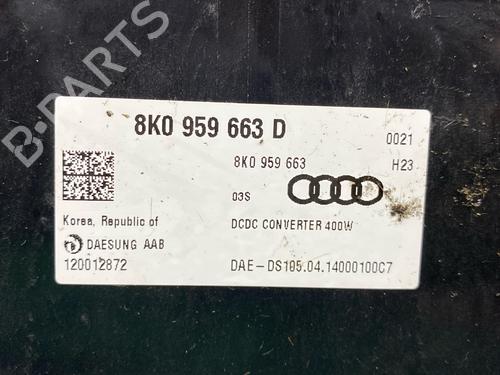 B-PARTS
8K0 959 663 D
0021
8K0 959 663
H23
03S
Korea, Republic of
DCDC CONVERTER 400W
DAESUNG AAB
120012872
DAE-DS105.04.14000100C7